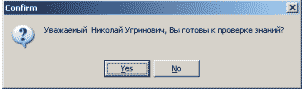 Confirm
Уважаемый Николай Угринович, Вы готовы к проверке знаний?
Yes No